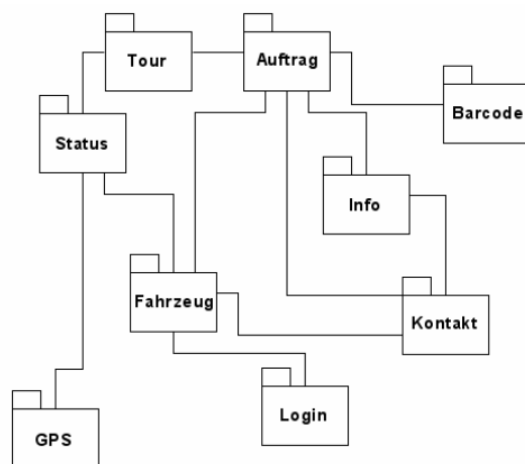 Tour
Auftrag
Barcode
Status
Info
Fahrzeug
Kontakt
Login
GPS